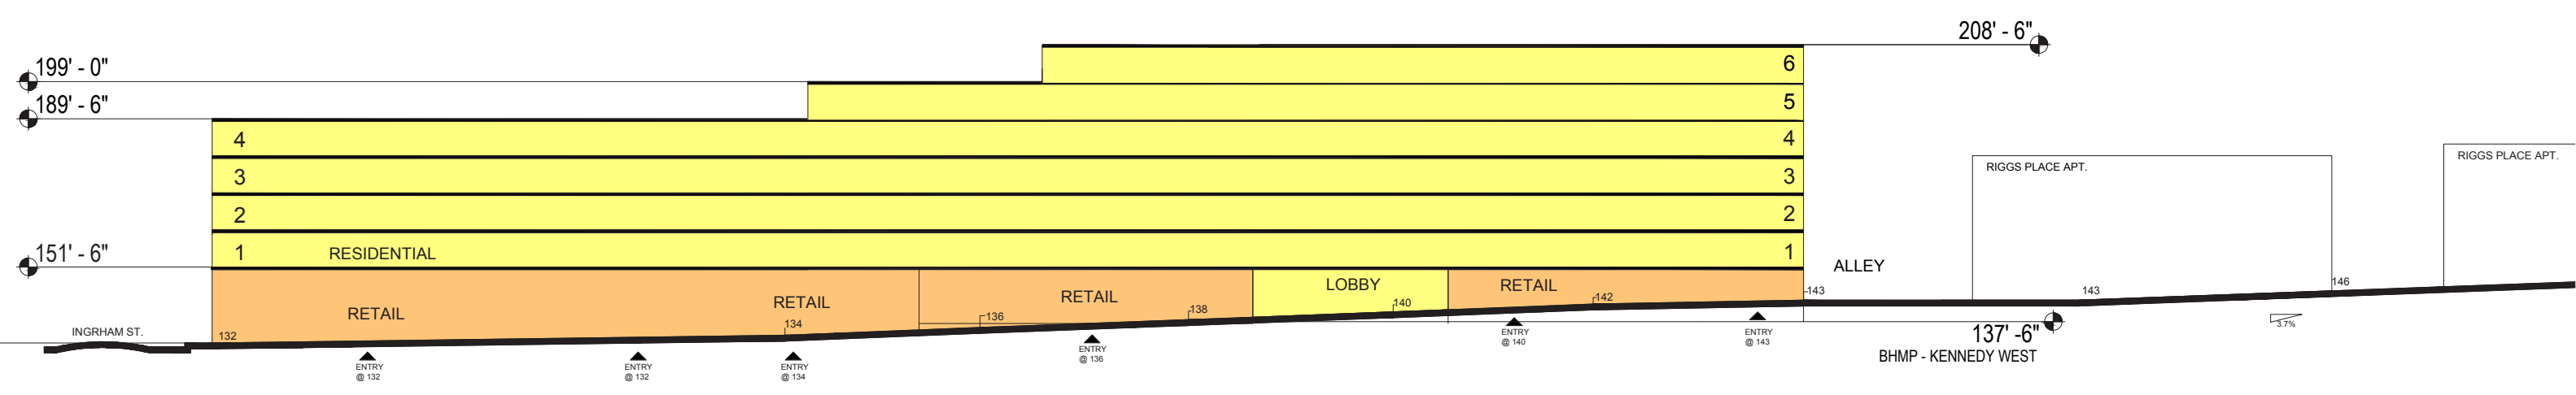 208' - 6"
199' - 0"
6
189' - 6"
5
4 4
3 3
2 2
151' - 6"
1 RESIDENTIAL 1
ALLEY
RIGGS PLACE APT.
RIGGS PLACE APT.
RETAIL
RETAIL
RETAIL
LOBBY
RETAIL
INGRHAM ST.
132
134
136
138
140
142
143
143
146
3.7%
137' -6"
BHMP - KENNEDY WEST
ENTRY
@ 132
ENTRY
@ 132
ENTRY
@ 134
ENTRY
@ 136
ENTRY
@ 140
ENTRY
@ 143